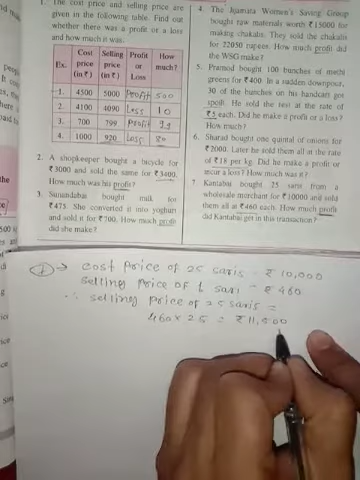 1. The cost price and selling price are
given in the following table. Find out
whether there was a profit or a loss
and how much it was.
Ex. Cost price (in ₹) Selling price (in ₹) Profit or Loss How much?
1. 4500 5000 Profit 500
2. 4100 4090 Loss 10
3. 700 799 Profit 99
4. 1000 920 Loss 80
2. A shopkeeper bought a bicycle for
₹3000 and sold the same for ₹3400.
How much was his profit?
3. Sunandabai bought milk for
₹475. She converted it into yoghurt
and sold it for ₹700. How much profit
did she make?
4. The Jijamata Women's Saving Group
bought raw materials worth ₹15000 for
making chakalis. They sold the chakalis
for 22050 rupees. How much profit did
the WSG make?
5. Pramod bought 100 bunches of methi
greens for ₹400. In a sudden downpour,
30 of the bunches on his handcart got
spoilt. He sold the rest at the rate of
₹5 each. Did he make a profit or a loss?
How much?
6. Sharad bought one quintal of onions for
₹2000. Later he sold them all at the rate
of ₹18 per kg. Did he make a profit or
incur a loss? How much was it?
7. Kantabai bought 25 saris from a
wholesale merchant for ₹10000 and sold
them all at ₹460 each. How much profit
did Kantabai get in this transaction?
7 → Cost price of 25 saris = ₹ 10,000
Selling price of 1 sari = ₹ 460
∴ selling price of 25 saris =
460 × 25 = ₹ 11,500